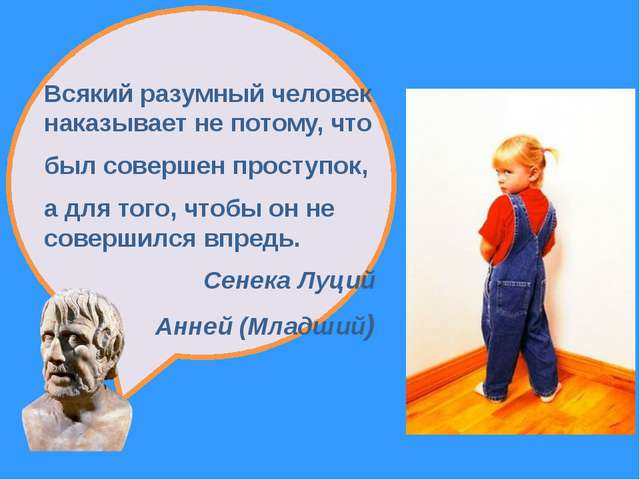 Всякий разумный человек
наказывает не потому, что
был совершен проступок,
а для того, чтобы он не
совершился впредь.
Сенека Луций
Анней (Младший)